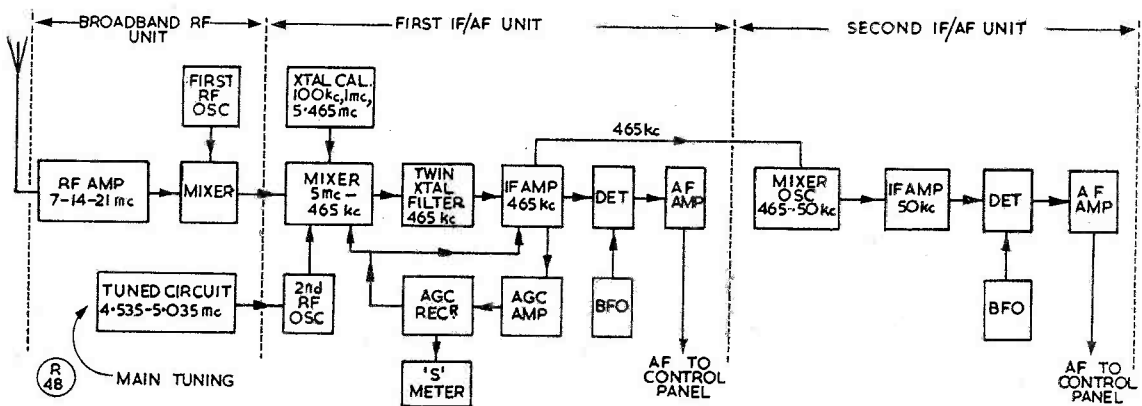 BROADBAND RF
UNIT
FIRST IF/AF UNIT
SECOND IF/AF UNIT
FIRST
RF
OSC
XTAL CAL.
100kc, 1mc,
5·465mc
465kc
RF AMP
7-14-21 mc
MIXER
MIXER
5mc —
465 kc
TWIN
XTAL
FILTER
465 kc
IF AMP
465kc
DET
AF
AMP
MIXER
OSC
465-50kc
IF AMP
50kc
DET
AF
AMP
TUNED CIRCUIT
4·535-5·035 mc
2nd
RF
OSC
AGC
RECR
AGC
AMP
BFO
BFO
R
48
MAIN TUNING
'S'
METER
AF TO
CONTROL
PANEL
AF TO
CONTROL
PANEL